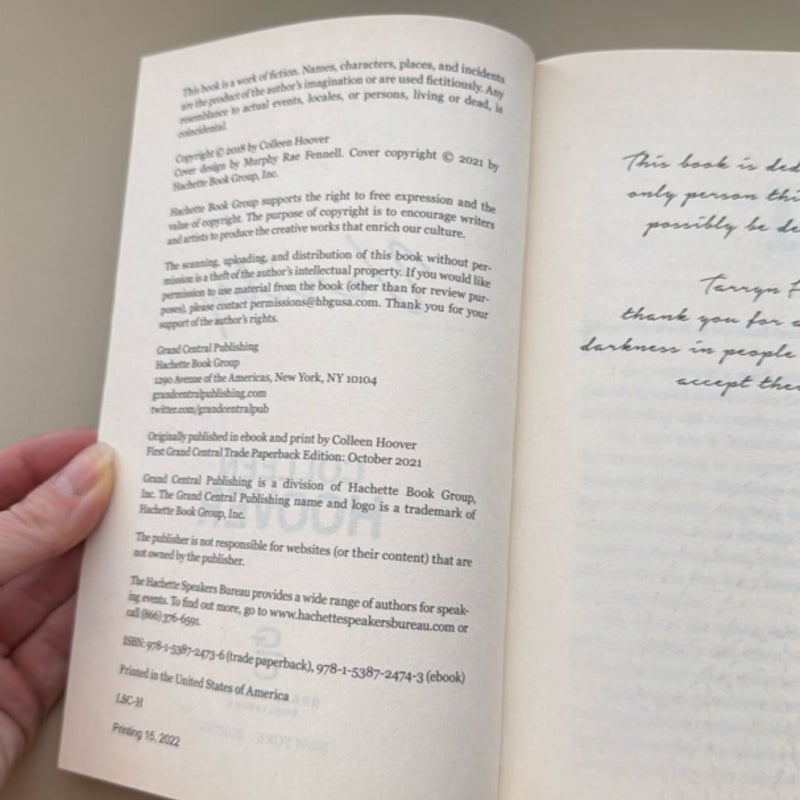 This book is a work of fiction. Names, characters, places, and incidents
are the product of the author's imagination or are used fictitiously. Any
resemblance to actual events, locales, or persons, living or dead, is
coincidental.
Copyright © 2018 by Colleen Hoover
Cover design by Murphy Rae Fennell. Cover copyright © 2021 by
Hachette Book Group, Inc.
Hachette Book Group supports the right to free expression and the
value of copyright. The purpose of copyright is to encourage writers
and artists to produce the creative works that enrich our culture.
The scanning, uploading, and distribution of this book without per-
mission is a theft of the author's intellectual property. If you would like
permission to use material from the book (other than for review pur-
poses), please contact permissions@hbgusa.com. Thank you for your
support of the author's rights.
Grand Central Publishing
Hachette Book Group
1290 Avenue of the Americas, New York, NY 10104
grandcentralpublishing.com
twitter.com/grandcentralpub
Originally published in ebook and print by Colleen Hoover
First Grand Central Trade Paperback Edition: October 2021
Grand Central Publishing is a division of Hachette Book Group,
Inc. The Grand Central Publishing name and logo is a trademark of
Hachette Book Group, Inc.
The publisher is not responsible for websites (or their content) that are
not owned by the publisher.
The Hachette Speakers Bureau provides a wide range of authors for speak-
ing events. To find out more, go to www.hachettespeakersbureau.com or
call (866) 376-6591.
ISBN: 978-1-5387-2473-6 (trade paperback), 978-1-5387-2474-3 (ebook)
Printed in the United States of America
LSC-H
Printing 15, 2022
This book is ded
only person thi
possibly be de
Tarryn F
thank you for a
darkness in people
accept the